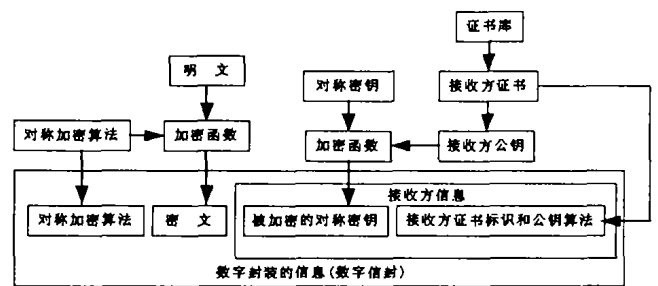 证书库
明 文
对称密钥
接收方证书
对称加密算法
加密函数
加密函数
接收方公钥
接收方信息
对称加密算法
密 文
被加密的对称密钥
接收方证书标识和公钥算法
数字封装的信息(数字信封)